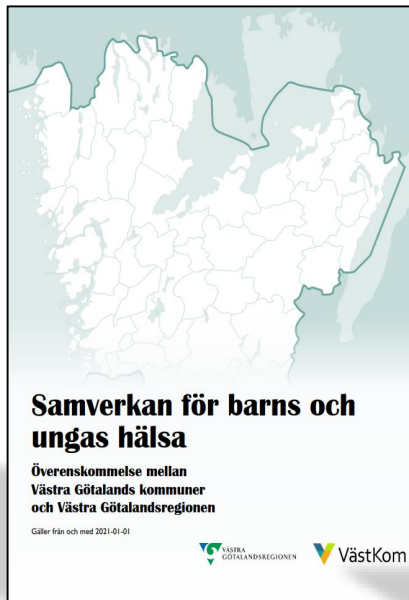 Samverkan för barns och
ungas hälsa
Överenskommelse mellan
Västra Götalands kommuner
och Västra Götalandsregionen
Gäller från och med 2021-01-01
VÄSTRA
GÖTALANDSREGIONEN
VästKom